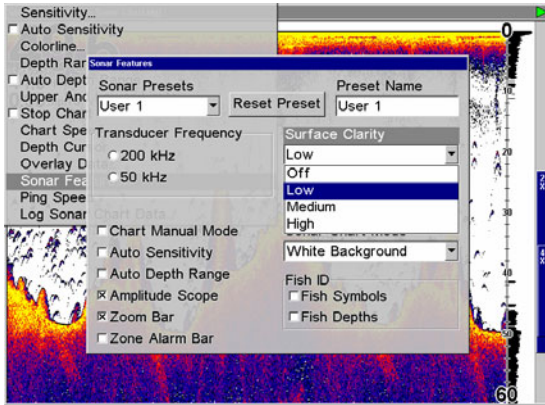 Sensitivity...
Auto Sensitivity
Colorline...
Depth Ran
Auto Dept
Upper And
Stop Char
Chart Spe
Depth Cur
Overlay D
Sonar Fea
Ping Spee
Log Sonar Chart Data...
Sonar Features
Sonar Presets
User 1
Reset Preset
Preset Name
User 1
Transducer Frequency
200 kHz
50 kHz
Surface Clarity
Low
Off
Low
Medium
High
Chart Manual Mode
Auto Sensitivity
Auto Depth Range
Amplitude Scope
Zoom Bar
Zone Alarm Bar
White Background
Fish ID
Fish Symbols
Fish Depths
0
10
20
30
40
50
60
2X
4X